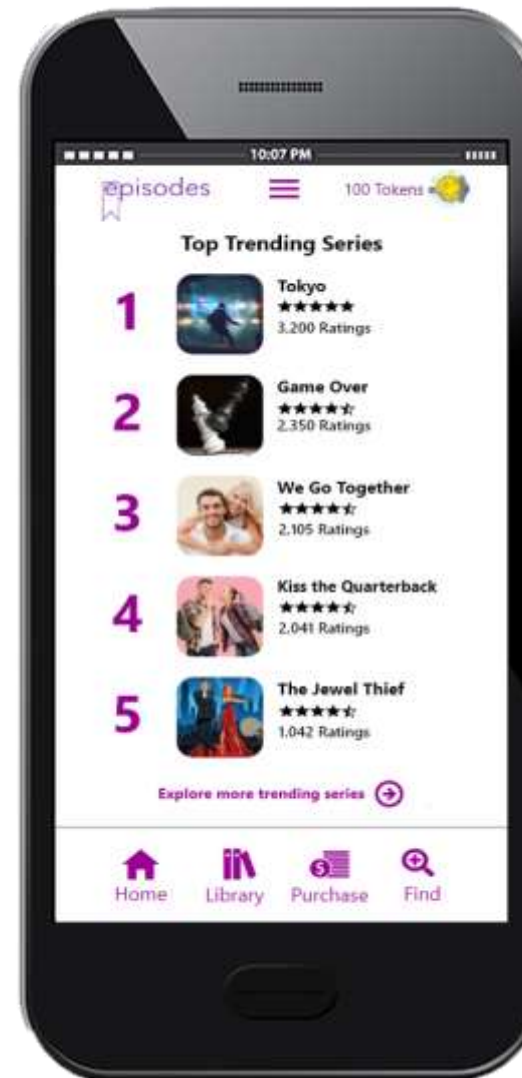 10:07 PM
episodes
100 Tokens
Top Trending Series
1
Tokyo
3.200 Ratings
2
Game Over
2.350 Ratings
3
We Go Together
2.105 Ratings
4
Kiss the Quarterback
2.041 Ratings
5
The Jewel Thief
1.042 Ratings
Explore more trending series
Home Library Purchase Find